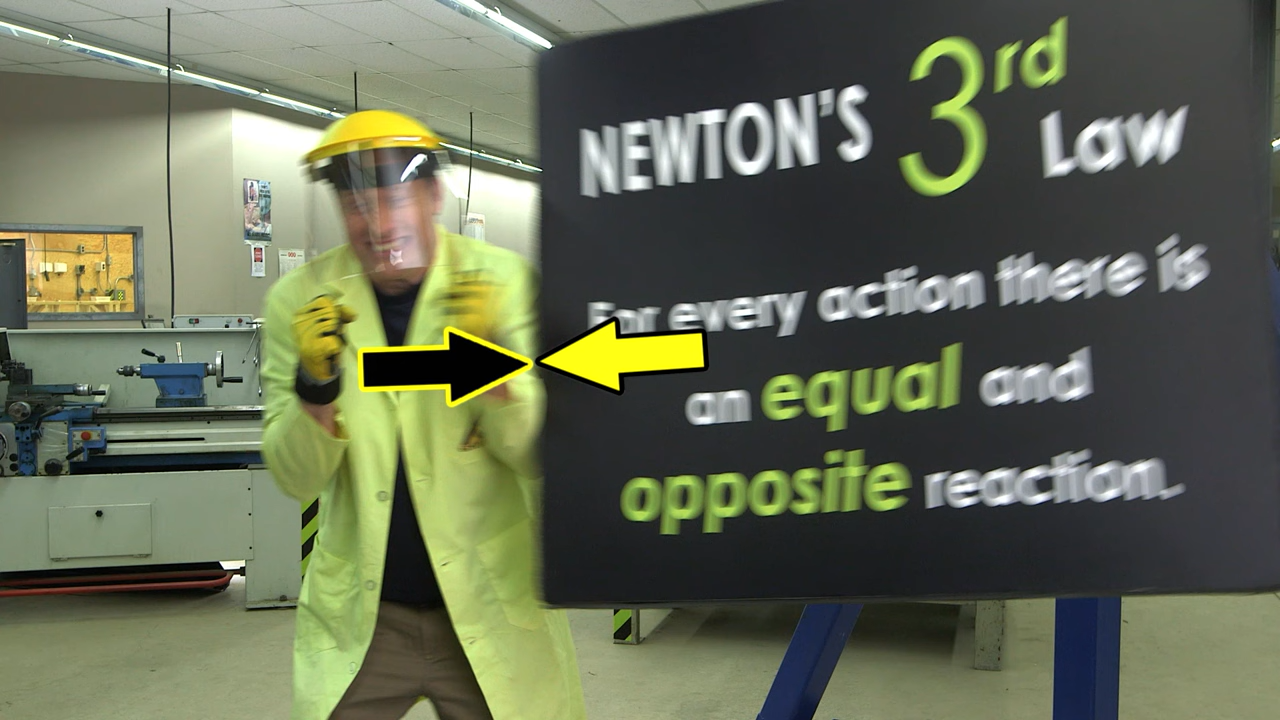 NEWTON'S 3rd Law
For every action there is
an equal and
opposite reaction.